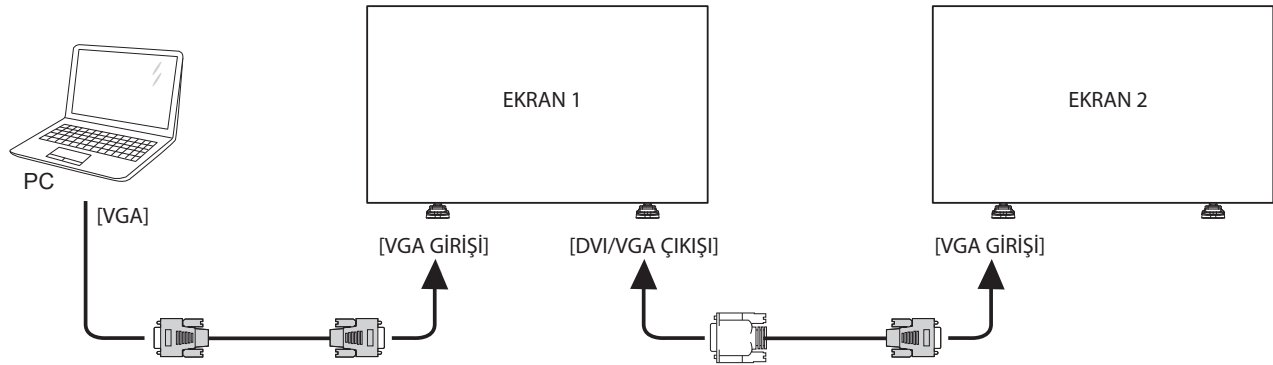 EKRAN 1
EKRAN 2
PC
[VGA]
[VGA GİRİŞİ]
[DVI/VGA ÇIKIŞI]
[VGA GİRİŞİ]